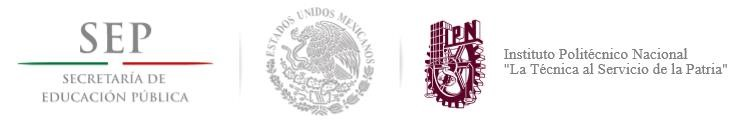 SEP
SECRETARÍA DE
EDUCACIÓN PÚBLICA
ESTADOS UNIDOS MEXICANOS
IPN
Instituto Politécnico Nacional
"La Técnica al Servicio de la Patria"